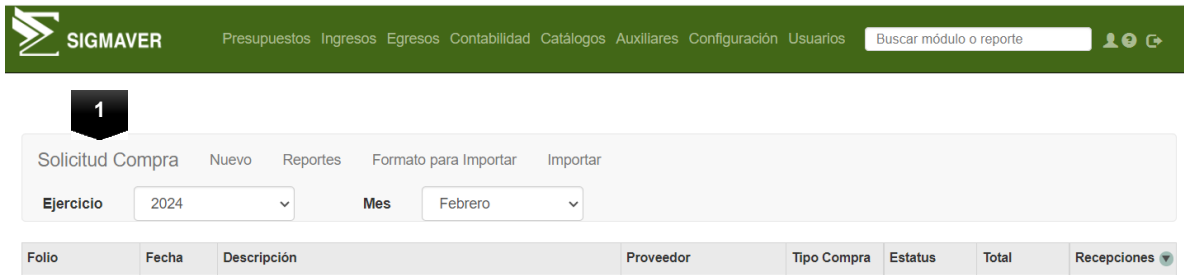 SIGMAVER Presupuestos Ingresos Egresos Contabilidad Catálogos Auxiliares Configuración Usuarios Buscar módulo o reporte
1
Solicitud Compra Nuevo Reportes Formato para Importar Importar
Ejercicio 2024 Mes Febrero
Folio Fecha Descripción Proveedor Tipo Compra Estatus Total Recepciones